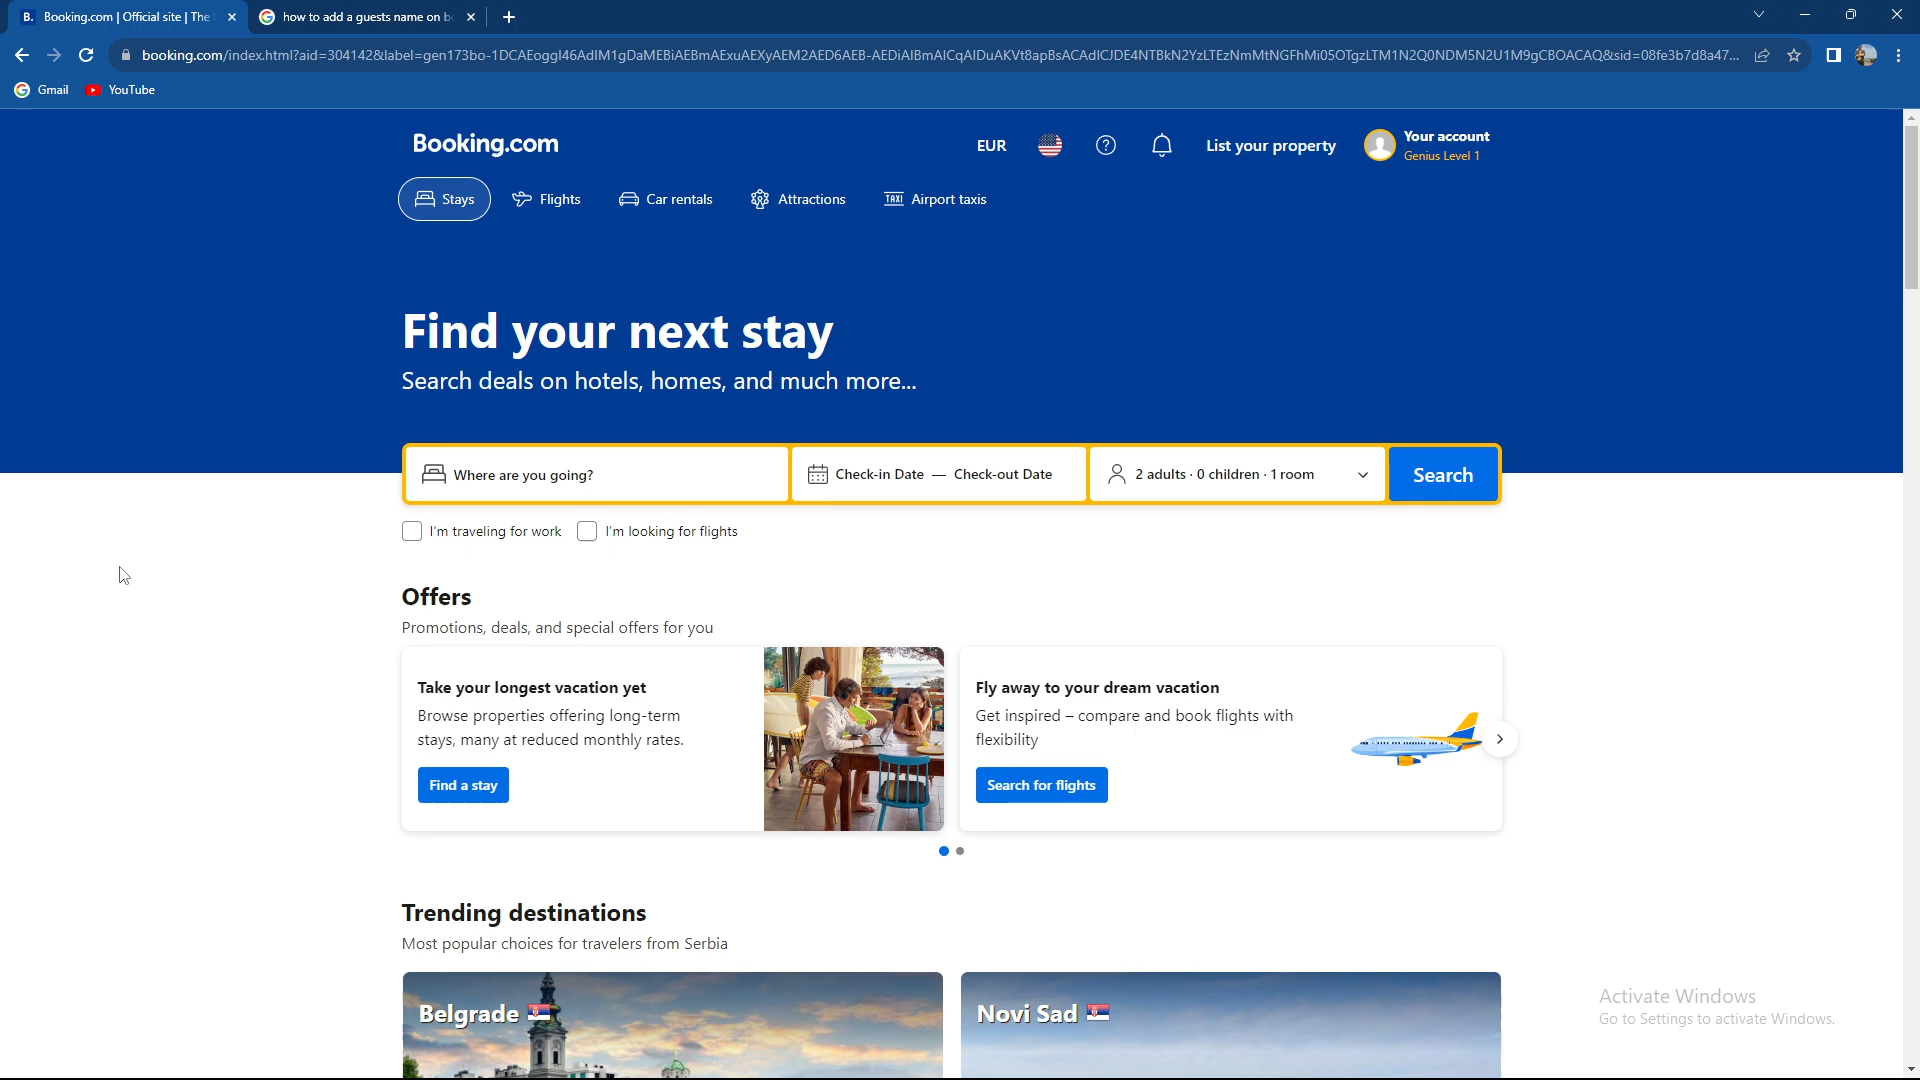 B. Booking.com | Official site | The
how to add a guests name on b
booking.com/index.html?aid=304142&label=gen173bo-1DCAEoggI46AdIM1gDaMEBiAEBmAExuAEXyAEM2AED6AEB-AEDiAIBmAICqAIDuAKVt8apBsACAdICJDE4NTBkN2YzLTEzNmMtNGFhMi05OTgzLTM1N2Q0NDM5N2U1M9gCBOACAQ&sid=08fe3b7d8a47...
Gmail
YouTube
Booking.com
EUR
List your property
Your account
Genius Level 1
Stays
Flights
Car rentals
Attractions
TAXI Airport taxis
Find your next stay
Search deals on hotels, homes, and much more...
Where are you going?
Check-in Date — Check-out Date
2 adults · 0 children · 1 room
Search
I'm traveling for work
I'm looking for flights
Offers
Promotions, deals, and special offers for you
Take your longest vacation yet
Browse properties offering long-term
stays, many at reduced monthly rates.
Find a stay
Fly away to your dream vacation
Get inspired – compare and book flights with
flexibility
Search for flights
Trending destinations
Most popular choices for travelers from Serbia
Belgrade
Novi Sad
Activate Windows
Go to Settings to activate Windows.